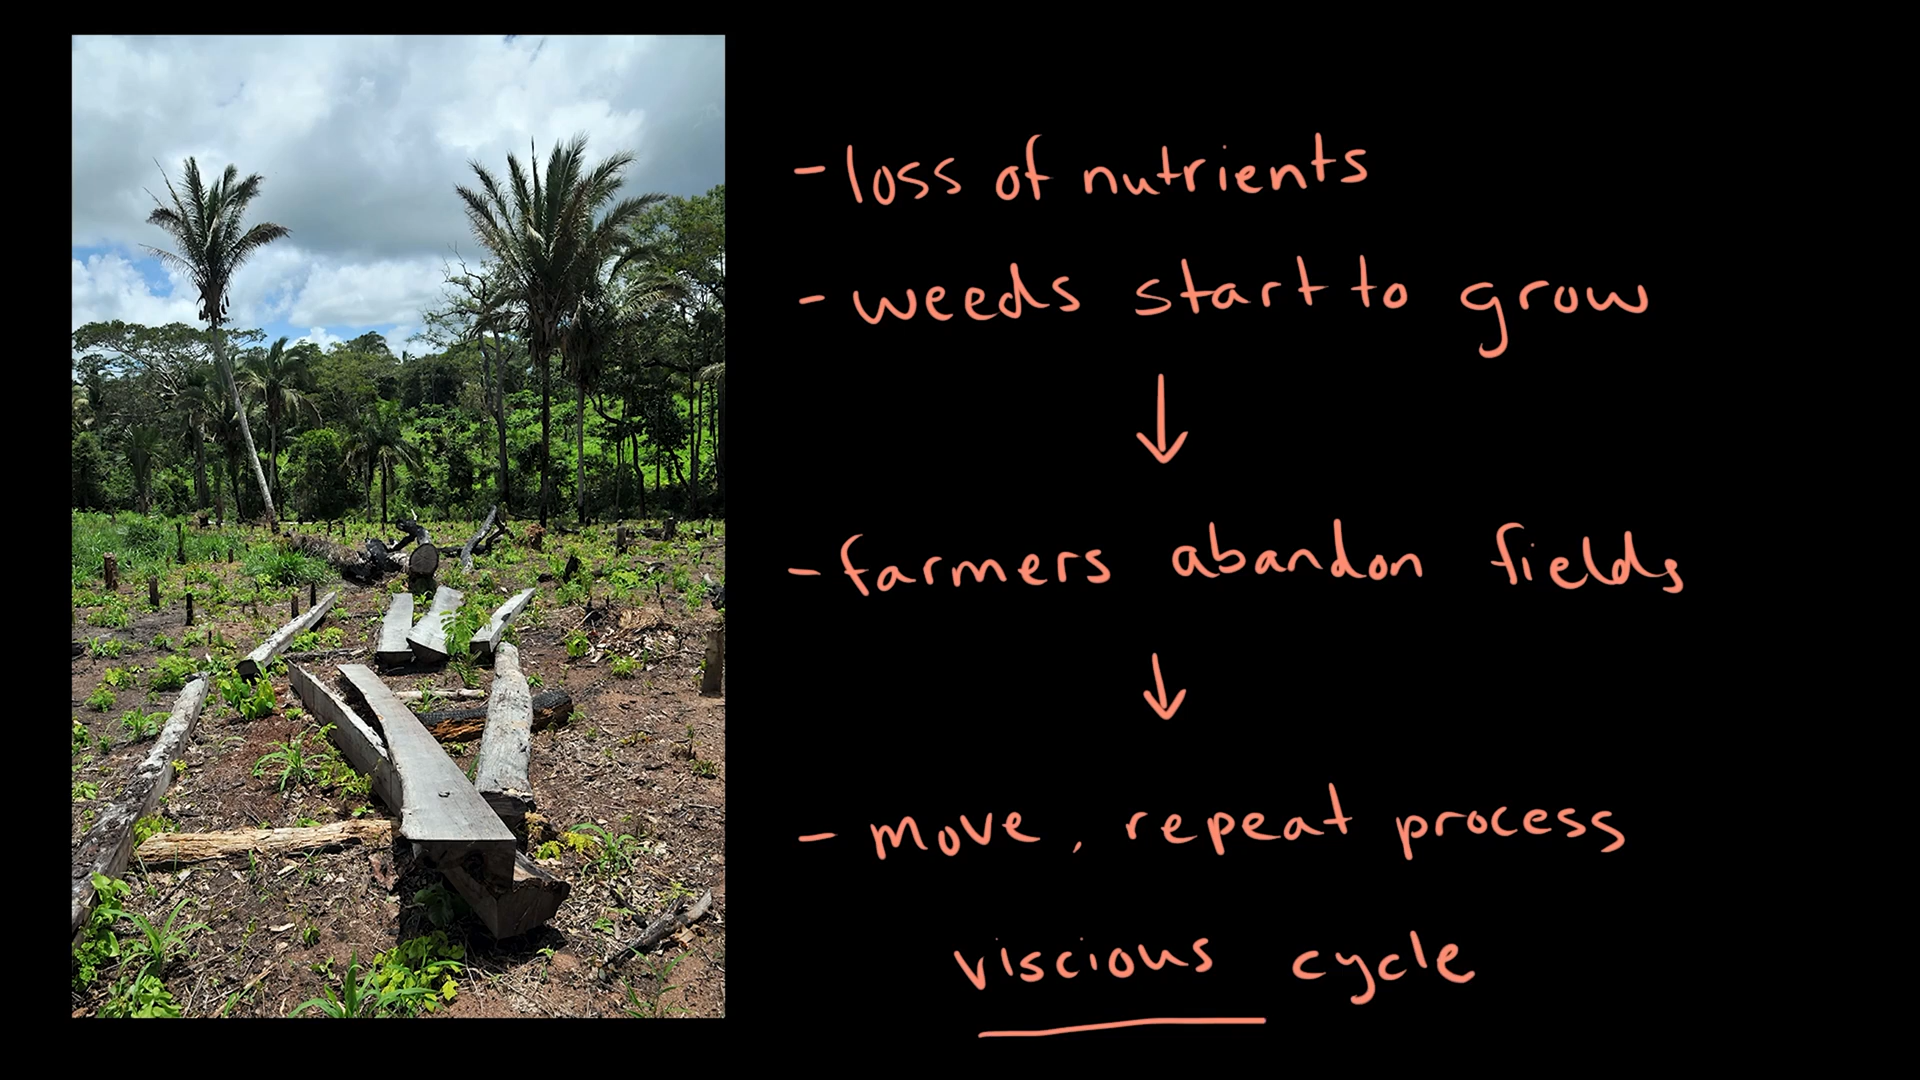 - loss of nutrients
- weeds start to grow
- farmers abandon fields
- move, repeat process
viscious cycle